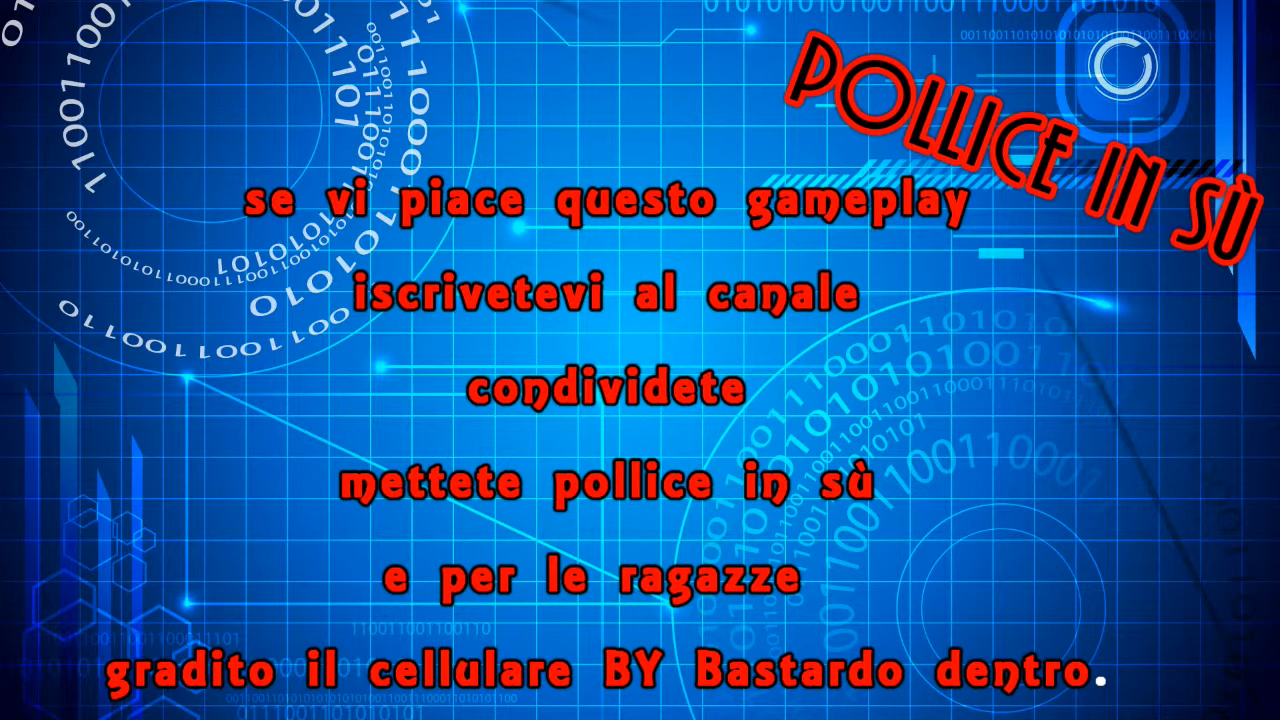 POLLICE IN SÙ
se vi piace questo gameplay
iscrivetevi al canale
condividete
mettete pollice in sù
e per le ragazze
gradito il cellulare BY Bastardo dentro.